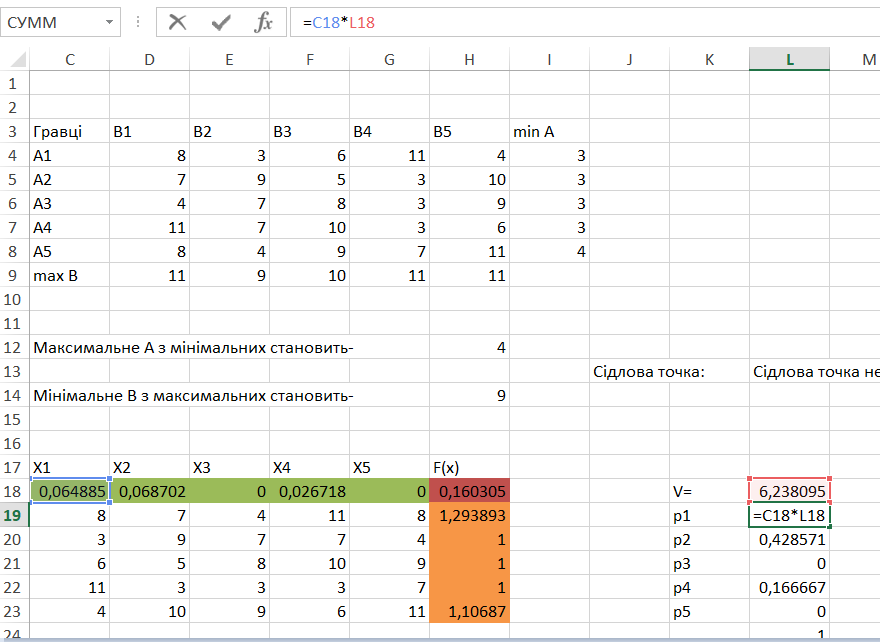 СУММ =C18*L18
C D E F G H I J K L M
1
2
3 Гравці B1 B2 B3 B4 B5 min A
4 A1 8 3 6 11 4 3
5 A2 7 9 5 3 10 3
6 A3 4 7 8 3 9 3
7 A4 11 7 10 3 6 3
8 A5 8 4 9 7 11 4
9 max B 11 9 10 11 11
10
11
12 Максимальне А з мінімальних становить- 4
13 Сідлова точка: Сідлова точка не
14 Мінімальне В з максимальних становить- 9
15
16
17 X1 X2 X3 X4 X5 F(x)
18 0,064885 0,068702 0 0,026718 0 0,160305 V= 6,238095
19 8 7 4 11 8 1,293893 p1 =C18*L18
20 3 9 7 7 4 1 p2 0,428571
21 6 5 8 10 9 1 p3 0
22 11 3 3 3 7 1 p4 0,166667
23 4 10 9 6 11 1,10687 p5 0
24 1